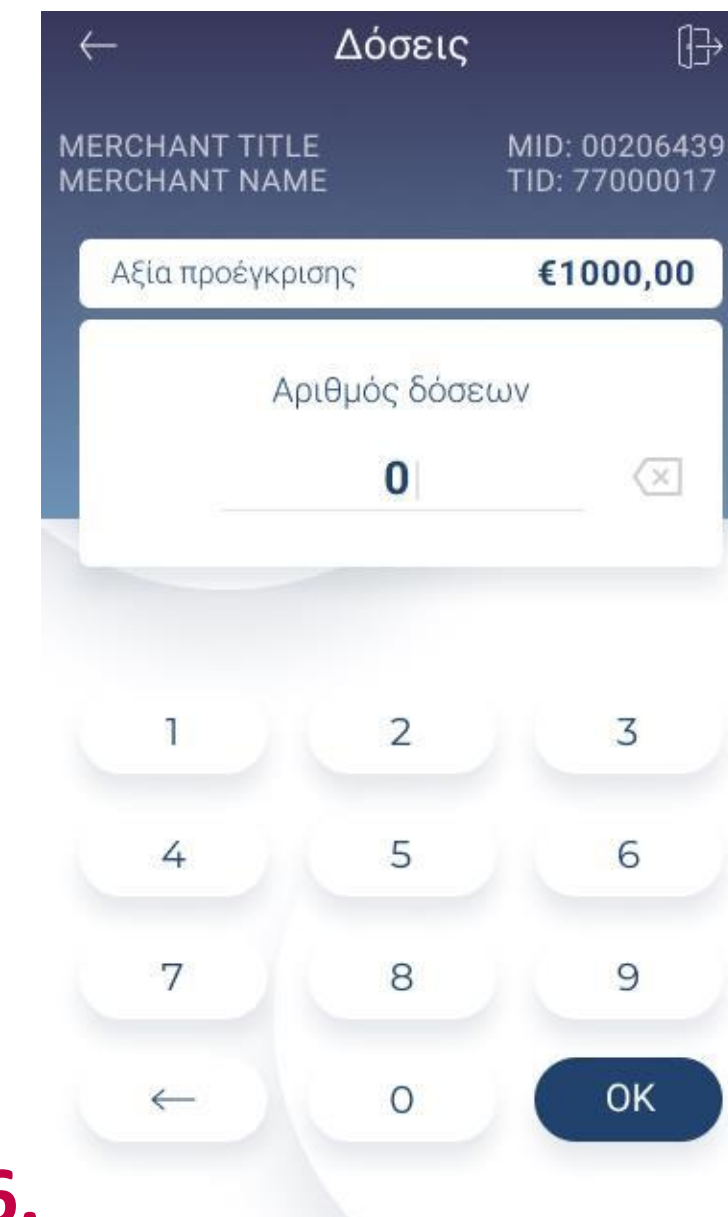 Δόσεις
MERCHANT TITLE MID: 00206439
MERCHANT NAME TID: 77000017
Αξία προέγκρισης €1000,00
Αριθμός δόσεων
0
1 2 3
4 5 6
7 8 9
← 0 OK